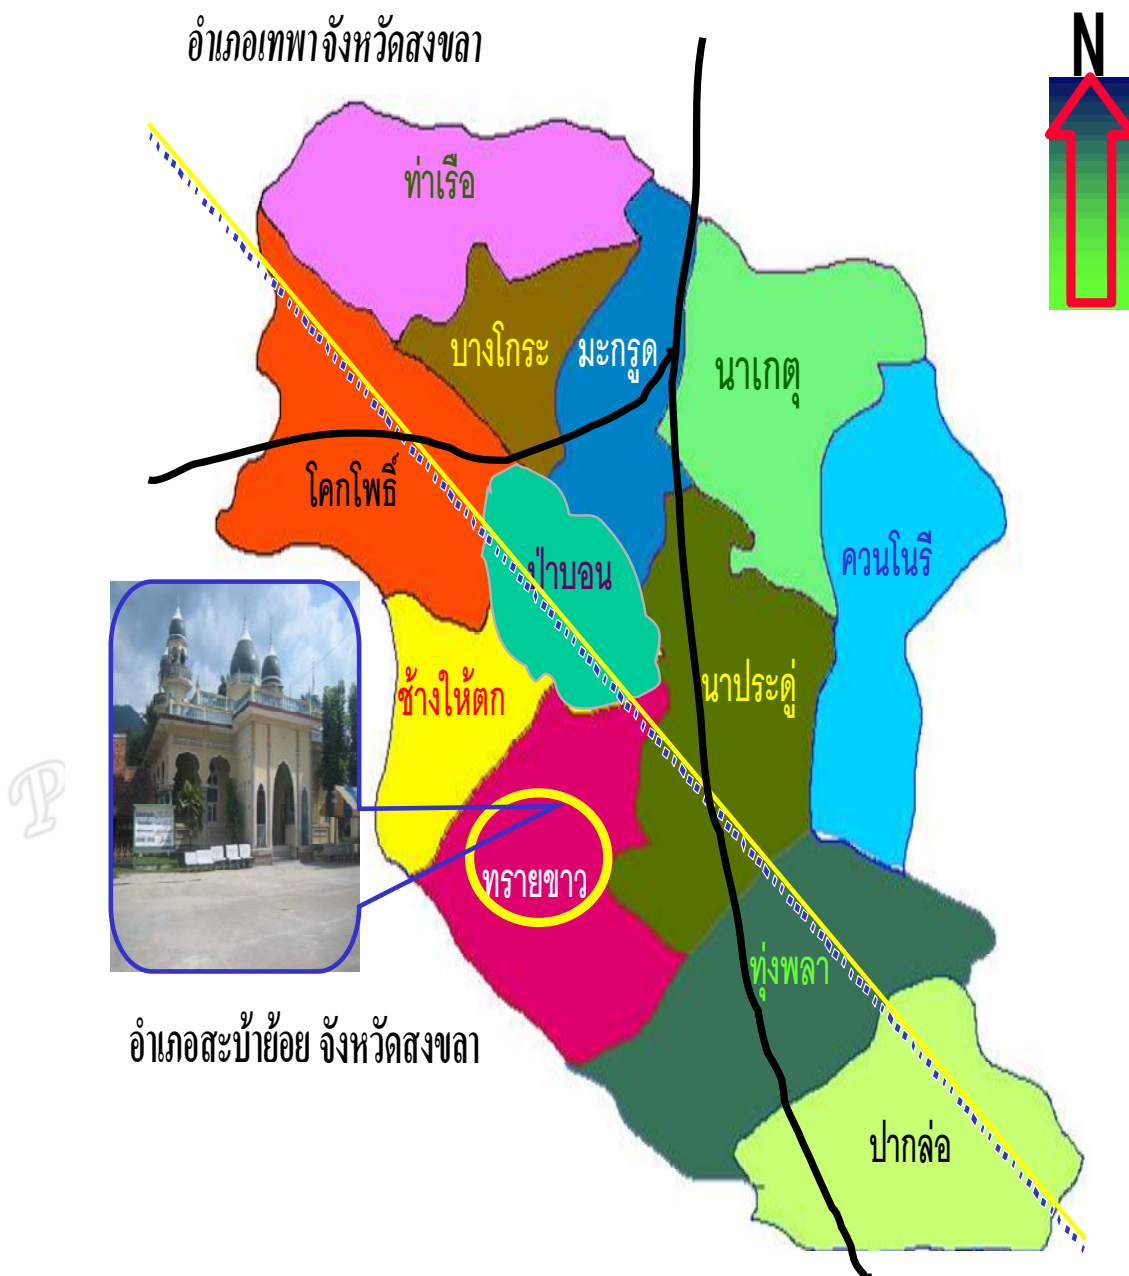 อำเภอเทพา จังหวัดสงขลา
N
ท่าเรือ
บางโกระ
มะกรูด
นาเกตุ
โคกโพธิ์
ป่าบอน
ควนโนรี
ช้างให้ตก
นาประดู่
ทรายขาว
ทุ่งพลา
อำเภอสะบ้าย้อย จังหวัดสงขลา
ปากล่อ
P